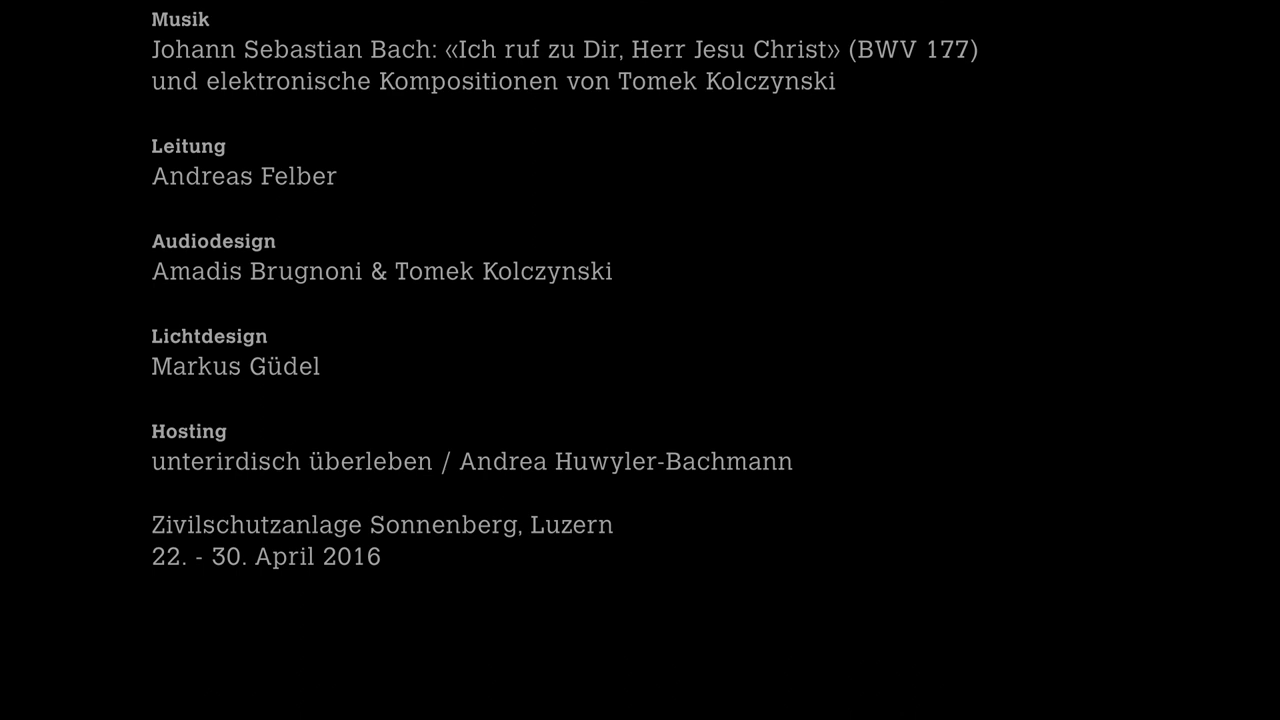 Musik
Johann Sebastian Bach: «Ich ruf zu Dir, Herr Jesu Christ» (BWV 177)
und elektronische Kompositionen von Tomek Kolczynski
Leitung
Andreas Felber
Audiodesign
Amadis Brugnoni & Tomek Kolczynski
Lichtdesign
Markus Güdel
Hosting
unterirdisch überleben / Andrea Huwyler-Bachmann
Zivilschutzanlage Sonnenberg, Luzern
22. - 30. April 2016